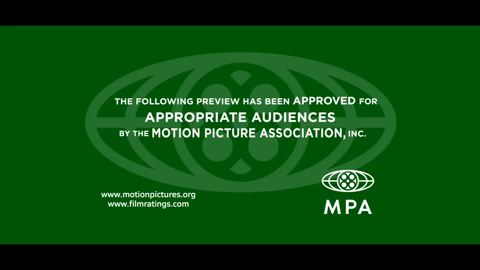 THE FOLLOWING PREVIEW HAS BEEN APPROVED FOR
APPROPRIATE AUDIENCES
BY THE MOTION PICTURE ASSOCIATION, INC.
www.motionpictures.org
www.filmratings.com
MPA